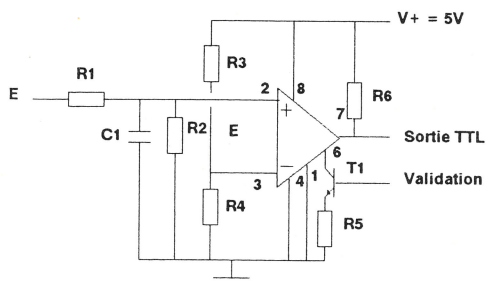 V+ = 5V
R3
R1
2
8
R6
E
7
+
C1
R2
E
Sortie TTL
6
−
T1
3
4
1
Validation
R4
R5